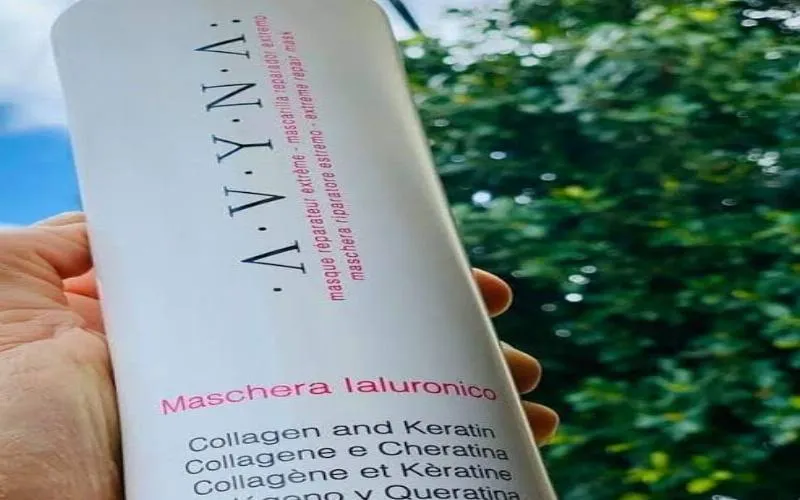 ·A·V·Y·N·A·
masque réparateur extrême - mascarilla reparador extremo
maschera riparatore estremo - extreme repair mask
Maschera Ialuronico
Collagen and Keratin
Collagene e Cheratina
Collagène et Kèratine
y Queratina